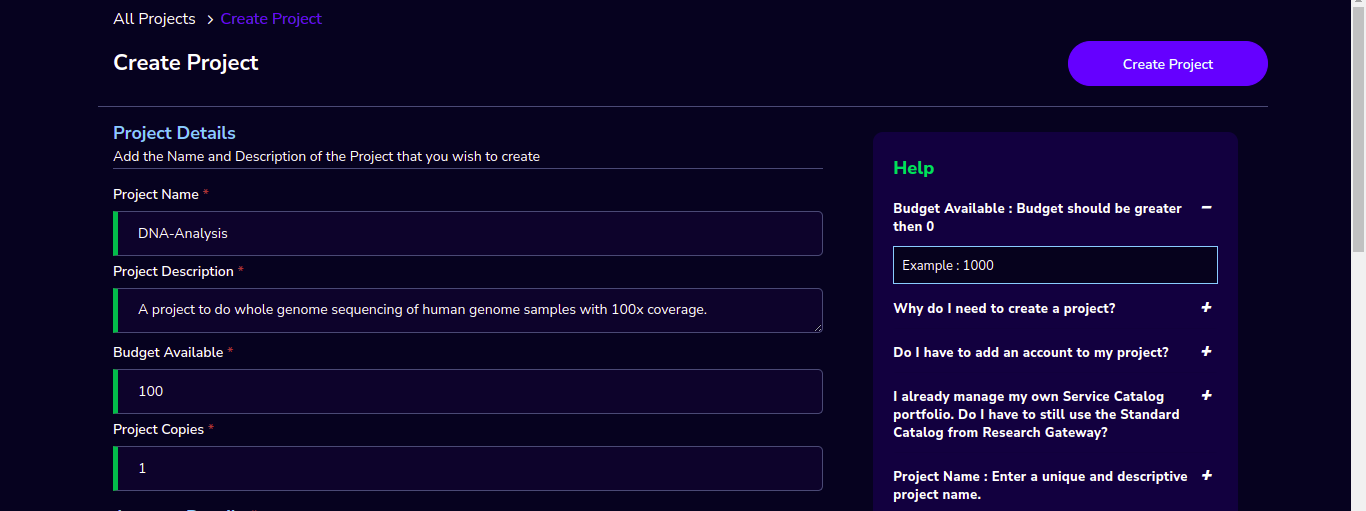 All Projects > Create Project
Create Project
Create Project
Project Details
Add the Name and Description of the Project that you wish to create
Project Name *
DNA-Analysis
Project Description *
A project to do whole genome sequencing of human genome samples with 100x coverage.
Budget Available *
100
Project Copies *
1
Help
Budget Available : Budget should be greater
then 0
Example : 1000
Why do I need to create a project?
Do I have to add an account to my project?
I already manage my own Service Catalog
portfolio. Do I have to still use the Standard
Catalog from Research Gateway?
Project Name : Enter a unique and descriptive
project name.